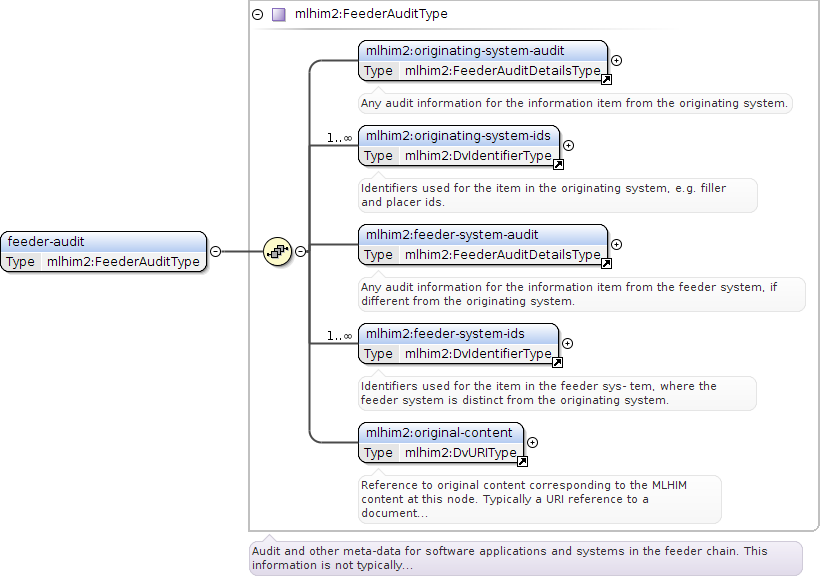 mlhim2:FeederAuditType
mlhim2:originating-system-audit
Type mlhim2:FeederAuditDetailsType
Any audit information for the information item from the originating system.
1..∞
mlhim2:originating-system-ids
Type mlhim2:DvIdentifierType
Identifiers used for the item in the originating system, e.g. filler
and placer ids.
feeder-audit
Type mlhim2:FeederAuditType
mlhim2:feeder-system-audit
Type mlhim2:FeederAuditDetailsType
Any audit information for the information item from the feeder system, if
different from the originating system.
1..∞
mlhim2:feeder-system-ids
Type mlhim2:DvIdentifierType
Identifiers used for the item in the feeder sys- tem, where the
feeder system is distinct from the originating system.
mlhim2:original-content
Type mlhim2:DvURIType
Reference to original content corresponding to the MLHIM
content at this node. Typically a URI reference to a
document...
Audit and other meta-data for software applications and systems in the feeder chain. This
information is not typically...